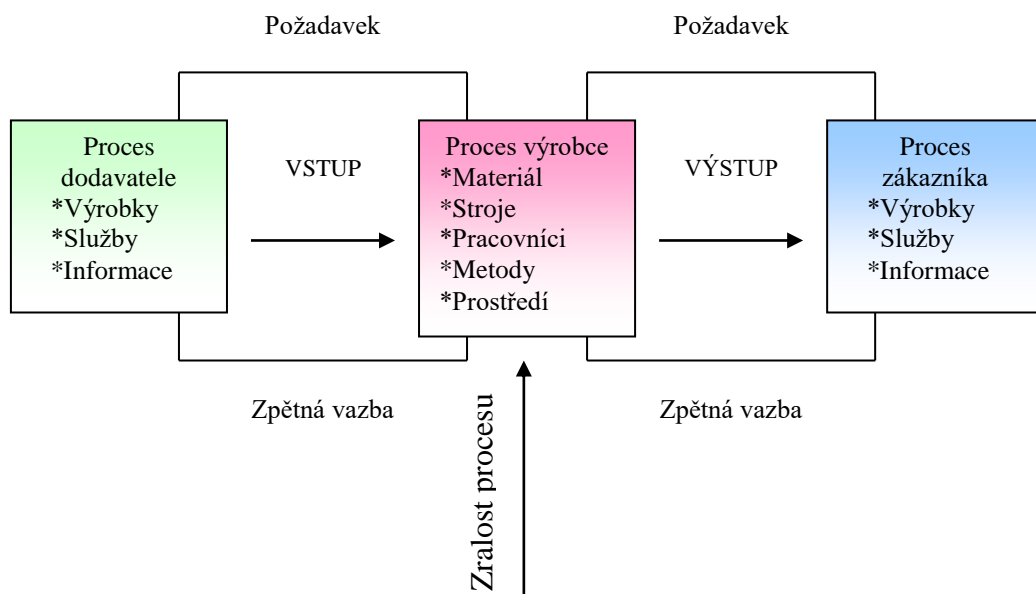 Požadavek
Požadavek
Proces
dodavatele
*Výrobky
*Služby
*Informace
VSTUP
Proces výrobce
*Materiál
*Stroje
*Pracovníci
*Metody
*Prostředí
VÝSTUP
Proces
zákazníka
*Výrobky
*Služby
*Informace
Zpětná vazba
Zpětná vazba
Zralost procesu